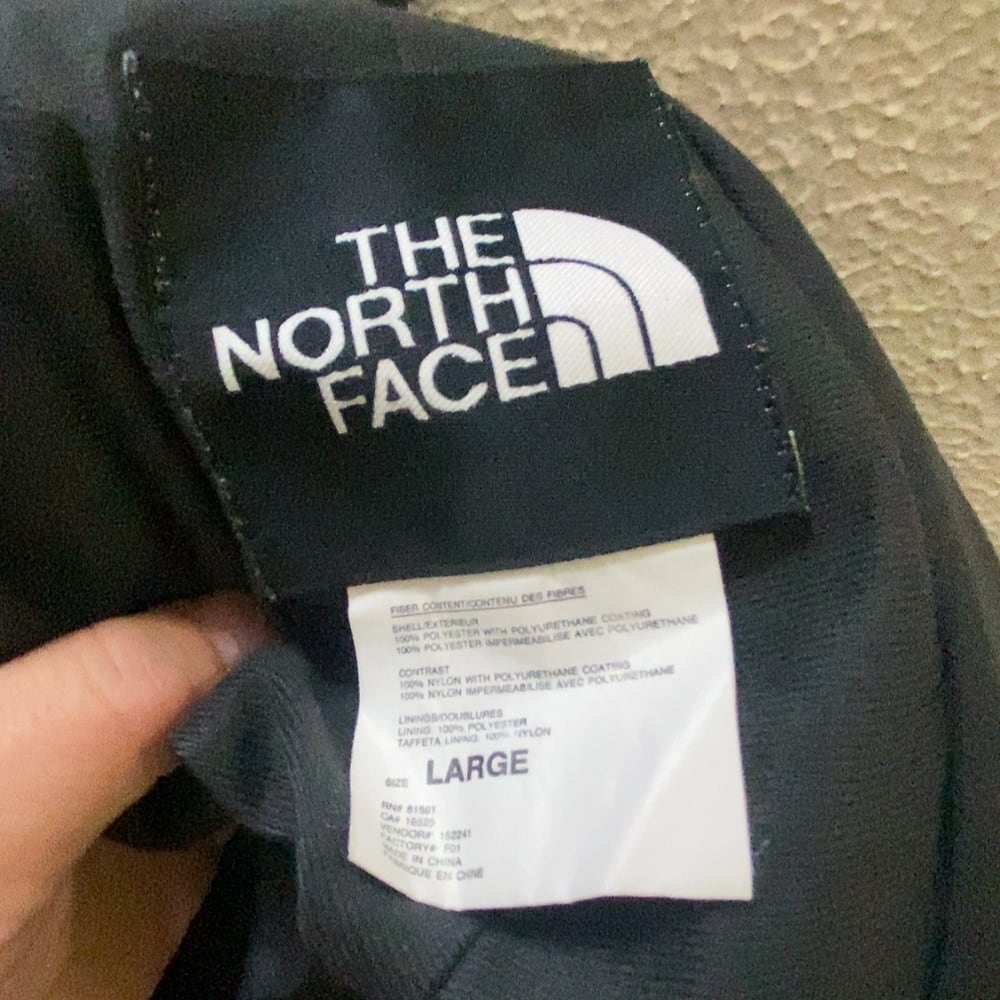 THE
NORTH
FACE
FIBER CONTENT/CONTENU DES FIBRES
SHELL/EXTERIEUR
100% POLYESTER WITH POLYURETHANE COATING
100% POLYESTER IMPERMEABILISE AVEC POLYURETHANE
CONTRAST
100% NYLON WITH POLYURETHANE COATING
100% NYLON IMPERMEABILISE AVEC POLYURETHANE
LININGS/DOUBLURES
LINING: 100% POLYESTER
TAFFETA LINING: 100% NYLON
SIZE LARGE
RN# 61661
CA# 16525
VENDOR# 152241
FACTORY# F01
MADE IN CHINA
FABRIQUE EN CHINE